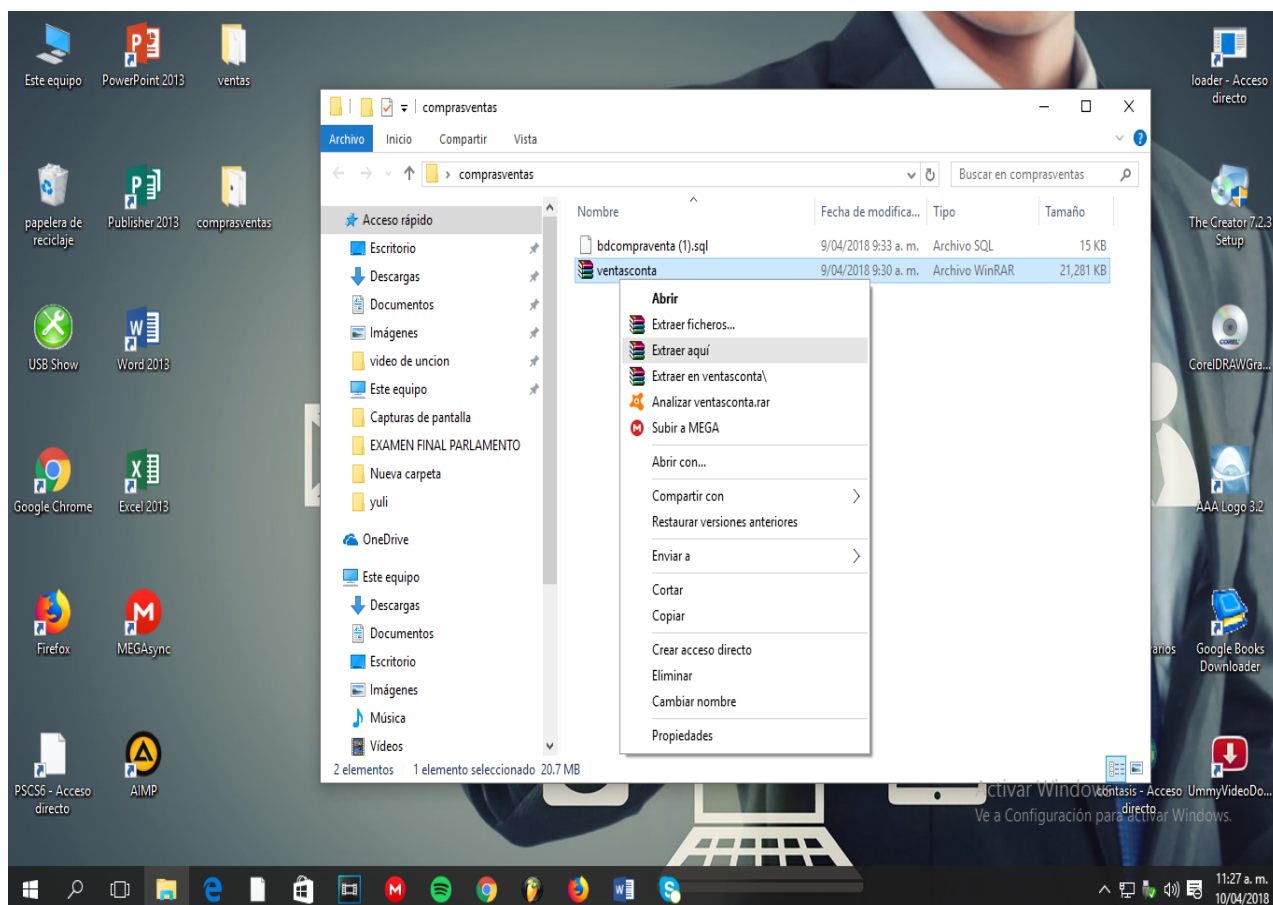 Este equipo
PowerPoint 2013
ventas
papelera de reciclaje
Publisher 2013
comprasventas
USB Show
Word 2013
Google Chrome
Excel 2013
Firefox
MEGAsync
PSCS6 - Acceso directo
AIMP
comprasventas
Archivo
Inicio
Compartir
Vista
comprasventas
Buscar en comprasventas
Acceso rápido
Escritorio
Descargas
Documentos
Imágenes
video de uncion
Este equipo
Capturas de pantalla
EXAMEN FINAL PARLAMENTO
Nueva carpeta
yuli
OneDrive
Este equipo
Descargas
Documentos
Escritorio
Imágenes
Música
Vídeos
Nombre
Fecha de modifica...
Tipo
Tamaño
bdcompraventa (1).sql
9/04/2018 9:33 a. m.
Archivo SQL
15 KB
ventasconta
9/04/2018 9:30 a. m.
Archivo WinRAR
21,281 KB
Abrir
Extraer ficheros...
Extraer aquí
Extraer en ventasconta\
Analizar ventasconta.rar
Subir a MEGA
Abrir con...
Compartir con
Restaurar versiones anteriores
Enviar a
Cortar
Copiar
Crear acceso directo
Eliminar
Cambiar nombre
Propiedades
2 elementos
1 elemento seleccionado 20.7 MB
loader - Acceso directo
The Creator 7.2.3 Setup
CorelDRAWGra...
AAA Logo 3.2
Google Books Downloader
contasis - Acceso directo
UmmyVideoDo...
Activar Windows
Ve a Configuración para activar Windows.
11:27 a. m.
10/04/2018